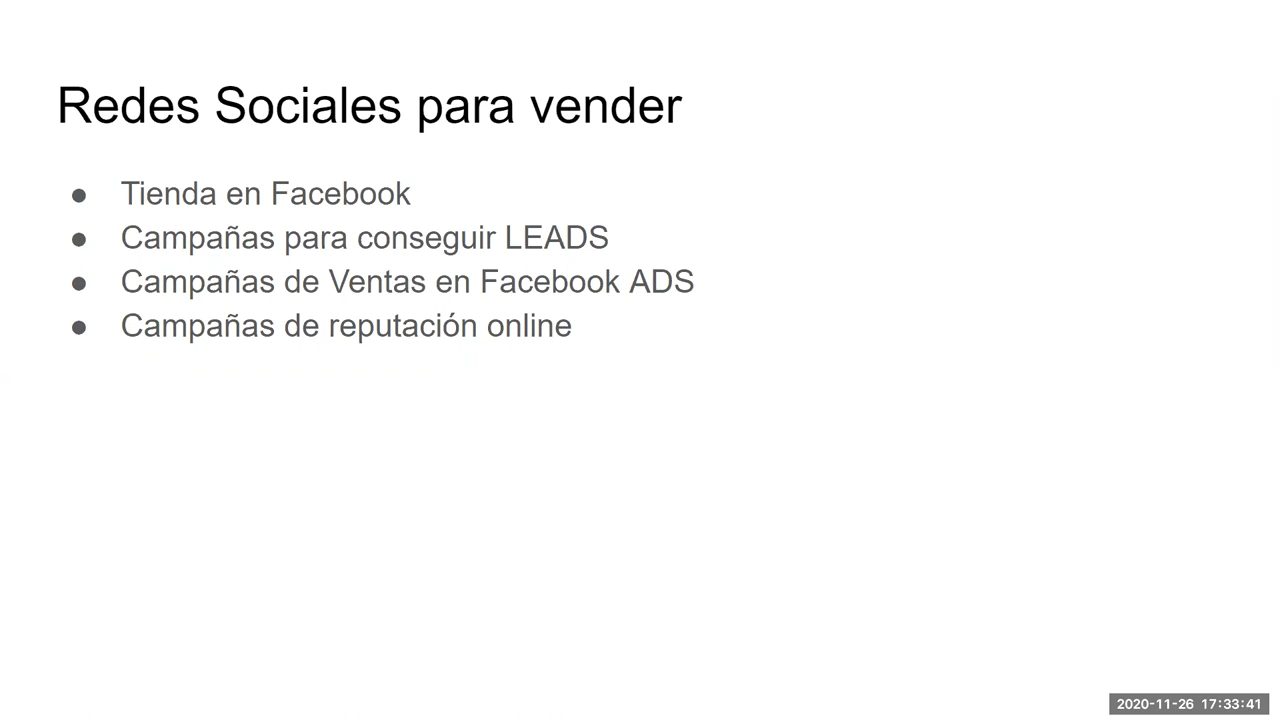 Redes Sociales para vender
● Tienda en Facebook
● Campañas para conseguir LEADS
● Campañas de Ventas en Facebook ADS
● Campañas de reputación online
2020-11-26 17:33:41